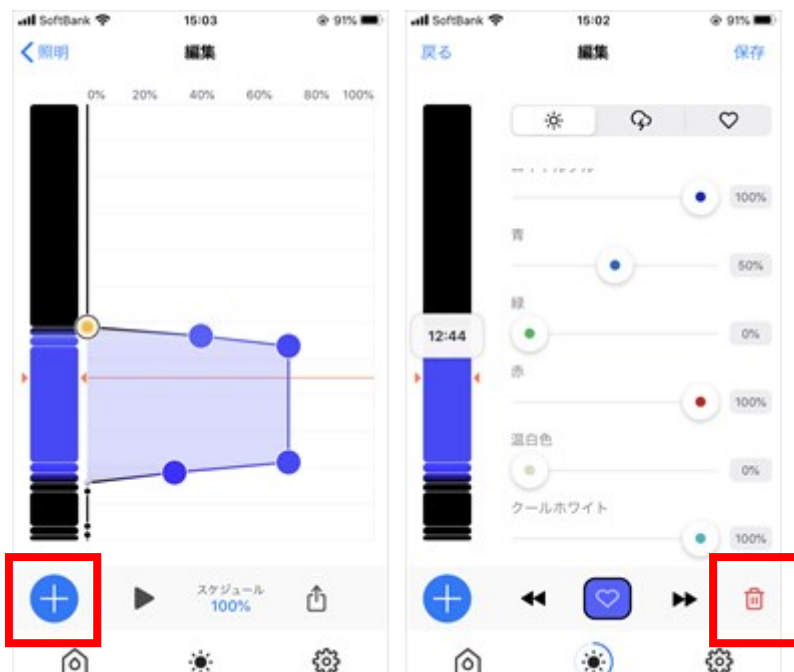 SoftBank 15:03 91%
照明 編集
0% 20% 40% 60% 80% 100%
スケジュール
100%
SoftBank 15:02 91%
戻る 編集 保存
100%
青
50%
緑
0%
12:44
赤
100%
温白色
0%
クールホワイト
100%